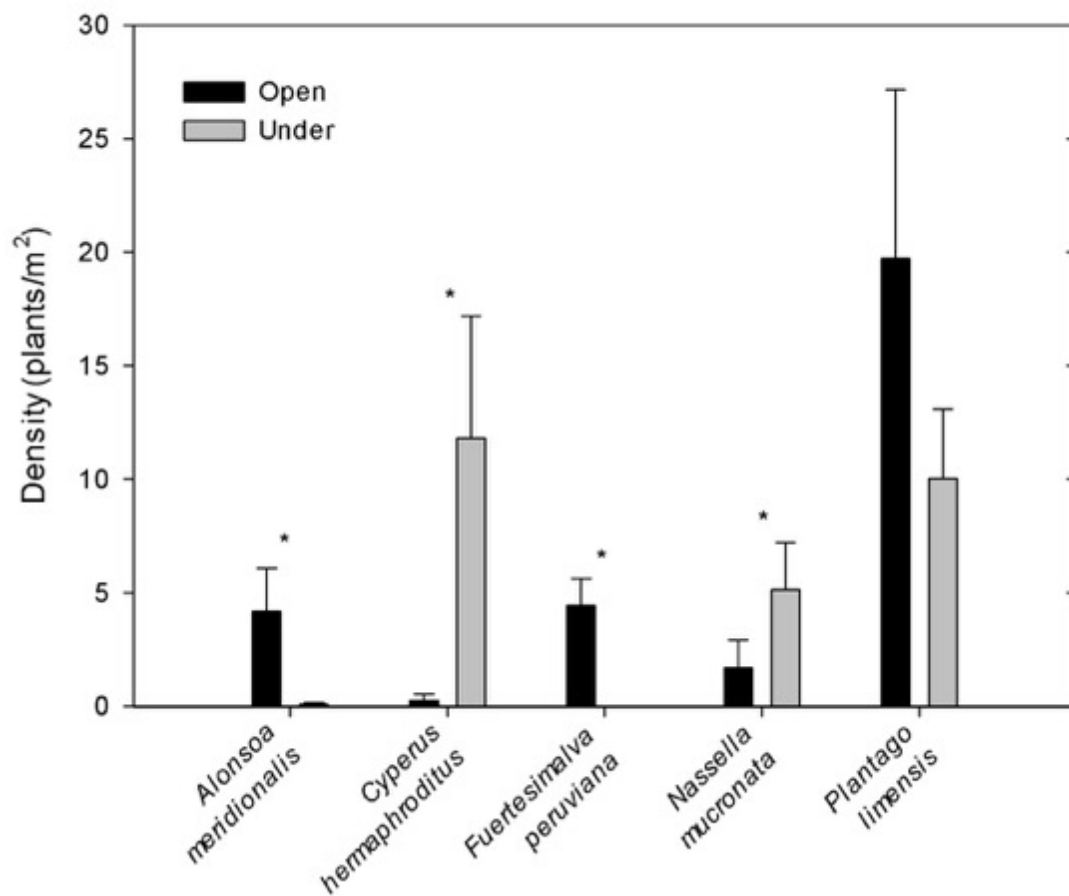 30
25
20
15
10
5
0
Density (plants/m²)
Open
Under
*
*
*
*
Alonsoa
meridionalis
Cyperus
hermaphroditus
Fuertesimalva
peruviana
Nassella
mucronata
Plantago
limensis